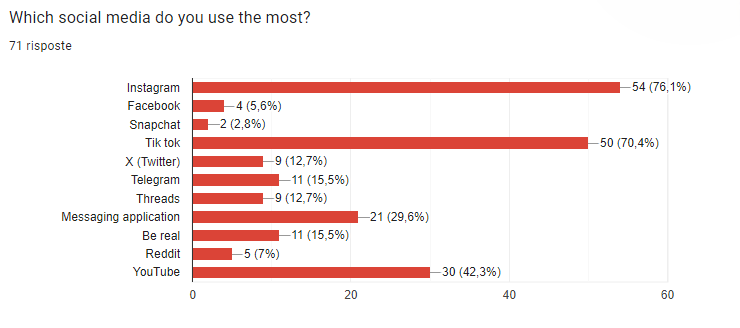 Which social media do you use the most?
71 risposte
Instagram 54 (76,1%)
Facebook 4 (5,6%)
Snapchat 2 (2,8%)
Tik tok 50 (70,4%)
X (Twitter) 9 (12,7%)
Telegram 11 (15,5%)
Threads 9 (12,7%)
Messaging application 21 (29,6%)
Be real 11 (15,5%)
Reddit 5 (7%)
YouTube 30 (42,3%)
0 20 40 60